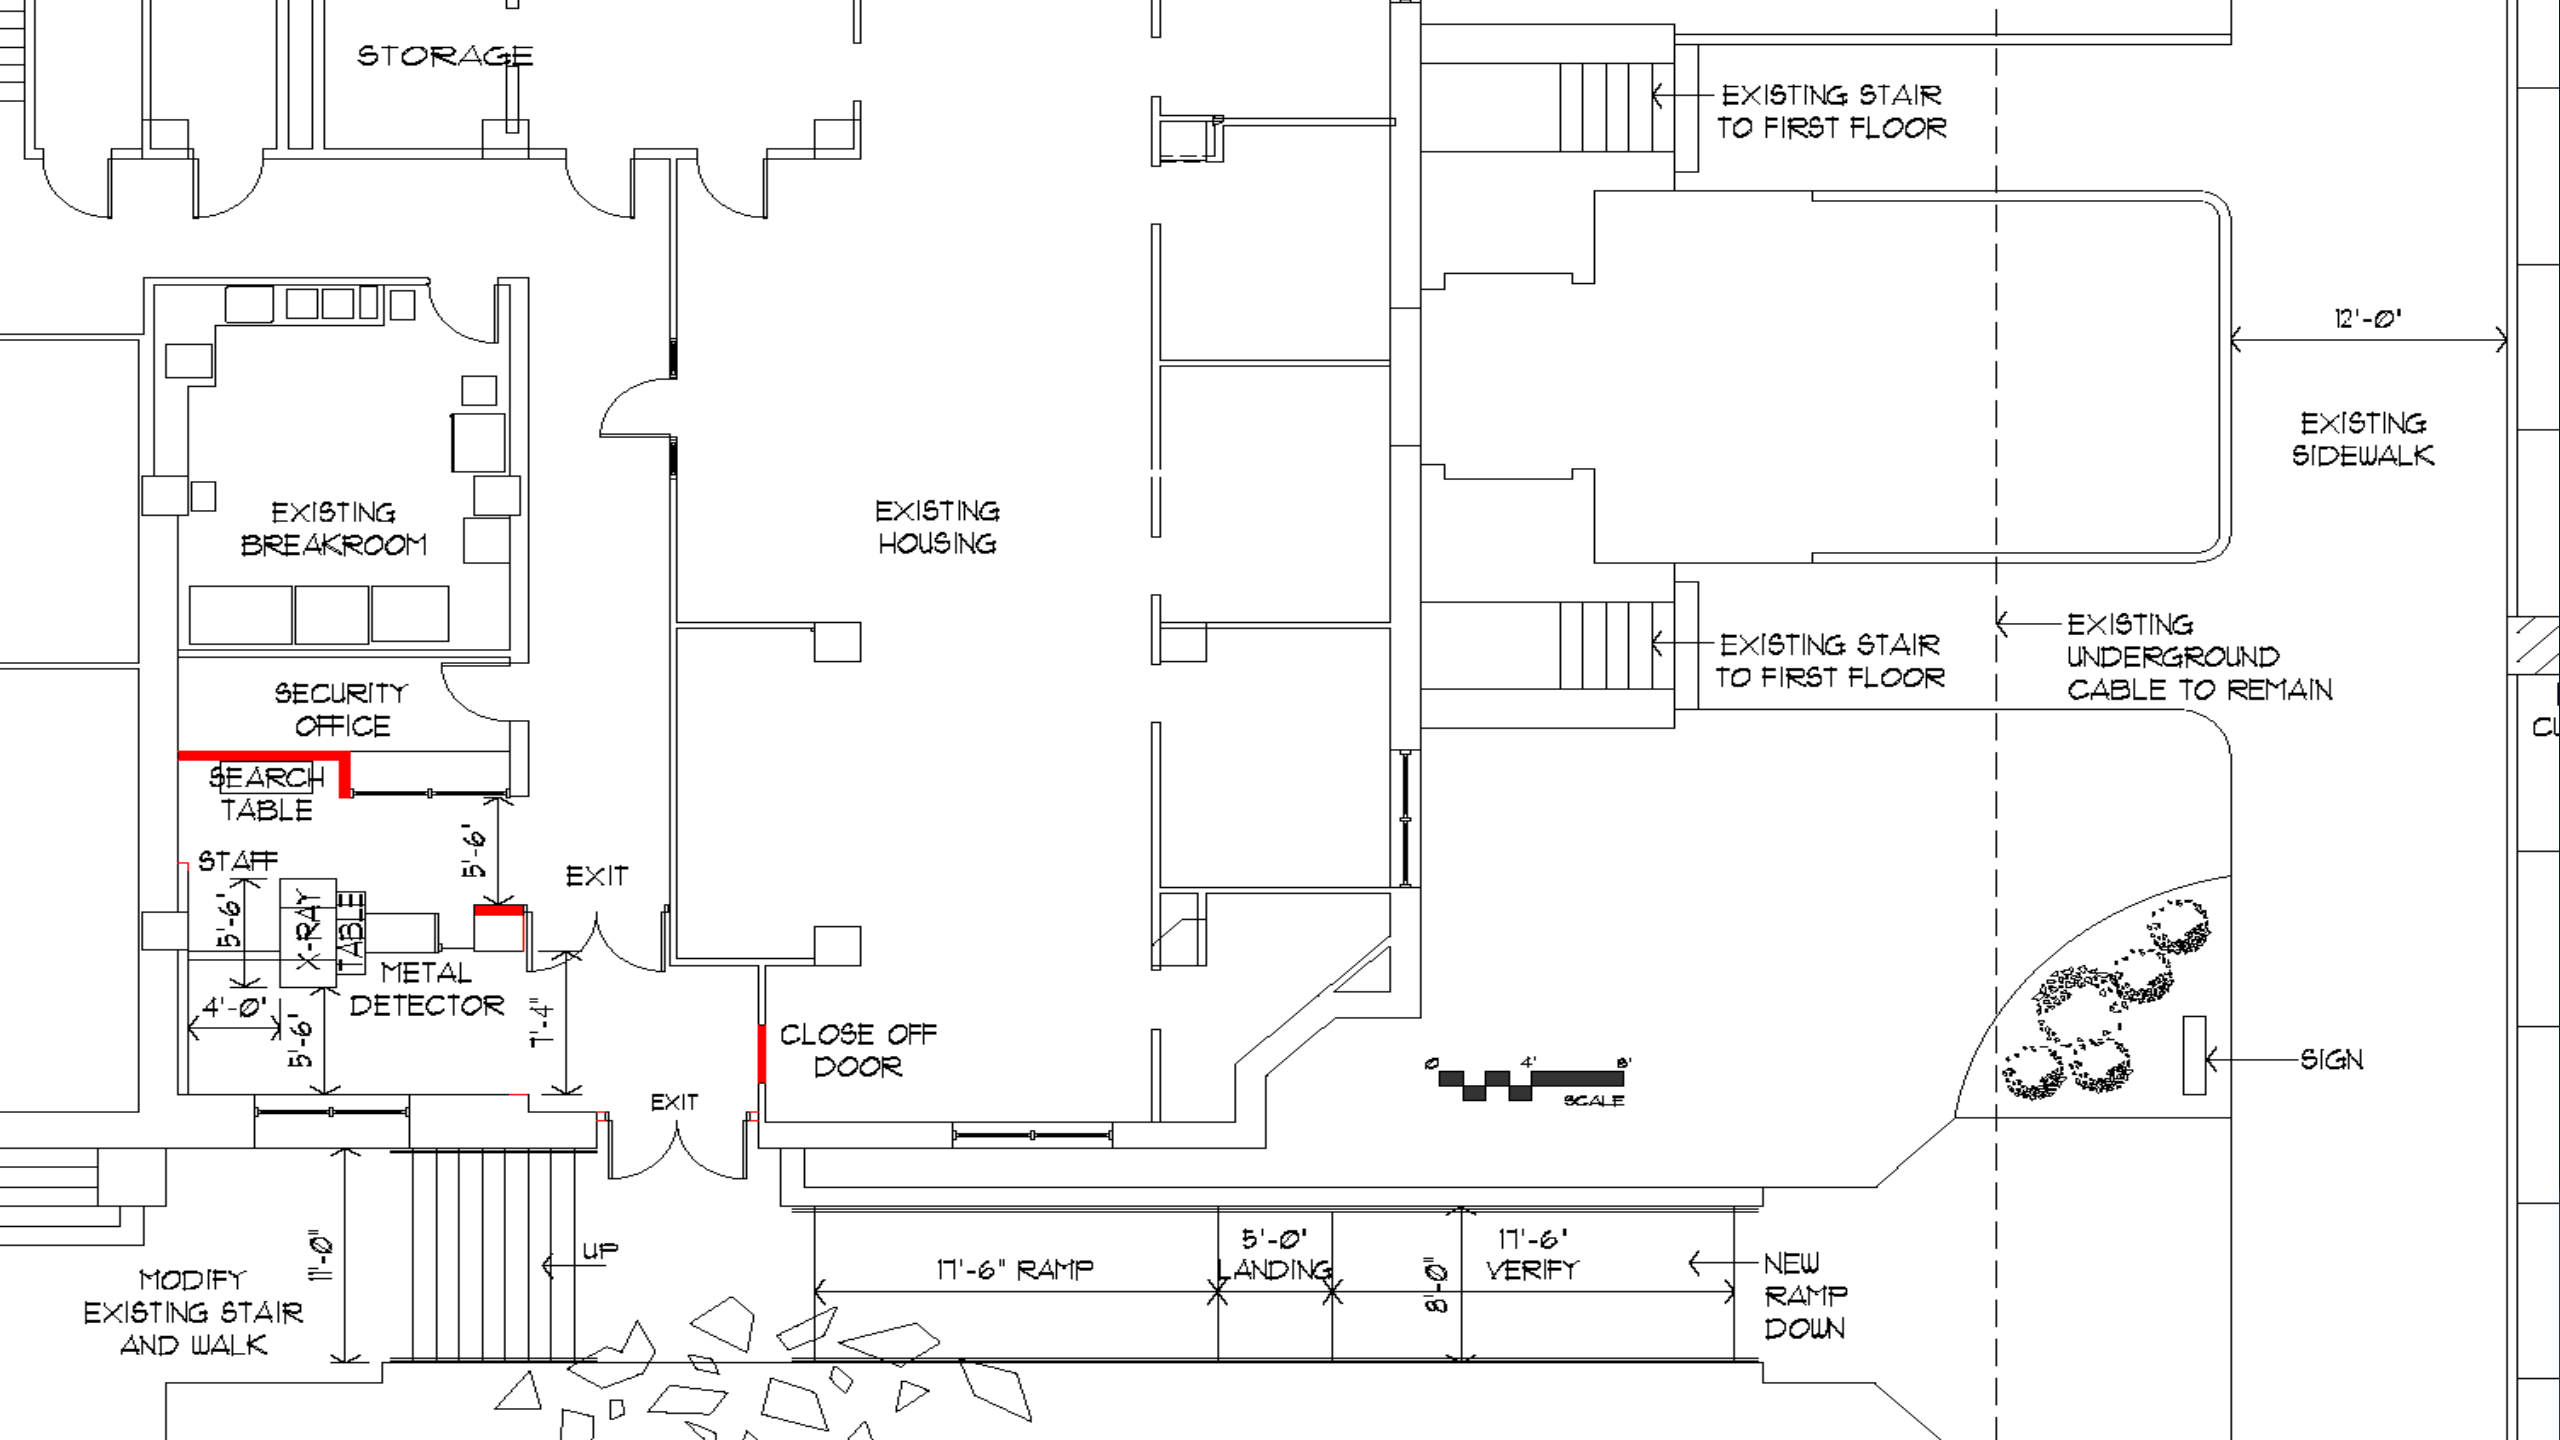 STORAGE
EXISTING STAIR
TO FIRST FLOOR
12'-0'
EXISTING
SIDEWALK
EXISTING
BREAKROOM
EXISTING
HOUSING
EXISTING
UNDERGROUND
CABLE TO REMAIN
EXISTING STAIR
TO FIRST FLOOR
SECURITY
OFFICE
SEARCH
TABLE
5'-6'
STAFF
EXIT
5'-6'
X-RAY
TABLE
METAL
DETECTOR
4'-0'
5'-6'
7'-4"
CLOSE OFF
DOOR
0 4' 8'
SCALE
SIGN
EXIT
11'-0"
UP
MODIFY
EXISTING STAIR
AND WALK
17'-6" RAMP
5'-0'
LANDING
8'-0"
17'-6'
VERIFY
NEW
RAMP
DOWN